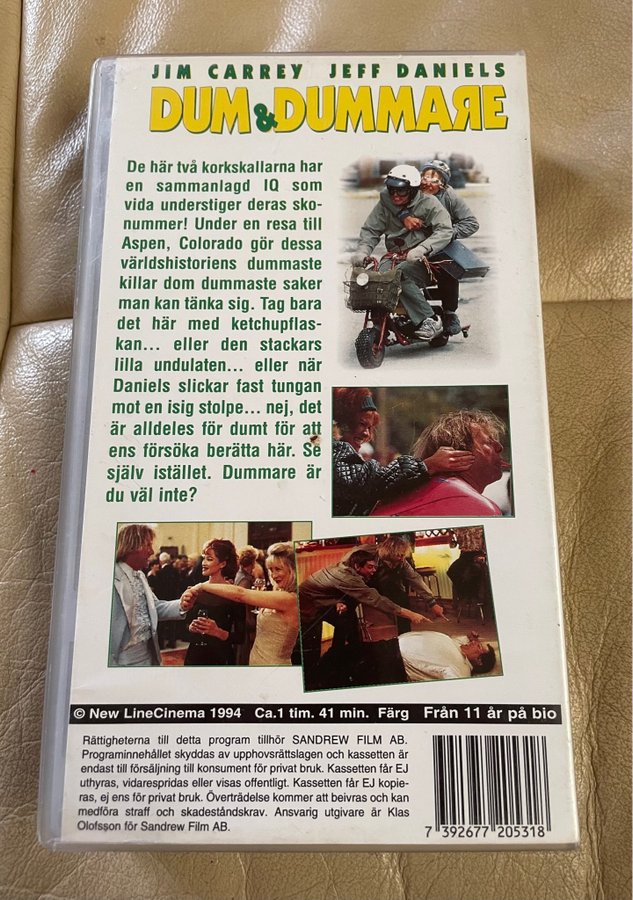 JIM CARREY JEFF DANIELS
DUM & DUMMARE
De här två korkskallarna har
en sammanlagd IQ som
vida understiger deras sko-
nummer! Under en resa till
Aspen, Colorado gör dessa
världshistoriens dummaste
killar dom dummaste saker
man kan tänka sig. Tag bara
det här med ketchupflas-
kan... eller den stackars
lilla undulaten... eller när
Daniels slickar fast tungan
mot en isig stolpe... nej, det
är alldeles för dumt för att
ens försöka berätta här. Se
själv istället. Dummare är
du väl inte?
© New LineCinema 1994 Ca.1 tim. 41 min. Färg Från 11 år på bio
Rättigheterna till detta program tillhör SANDREW FILM AB.
Programinnehållet skyddas av upphovsrättslagen och kassetten är
endast till försäljning till konsument för privat bruk. Kassetten får EJ
uthyras, vidarespridas eller visas offentligt. Kassetten får EJ kopie-
ras, ej ens för privat bruk. Överträdelse kommer att beivras och kan
medföra straff och skadeståndskrav. Ansvarig utgivare är Klas
Olofsson för Sandrew Film AB.
7 392677 205318